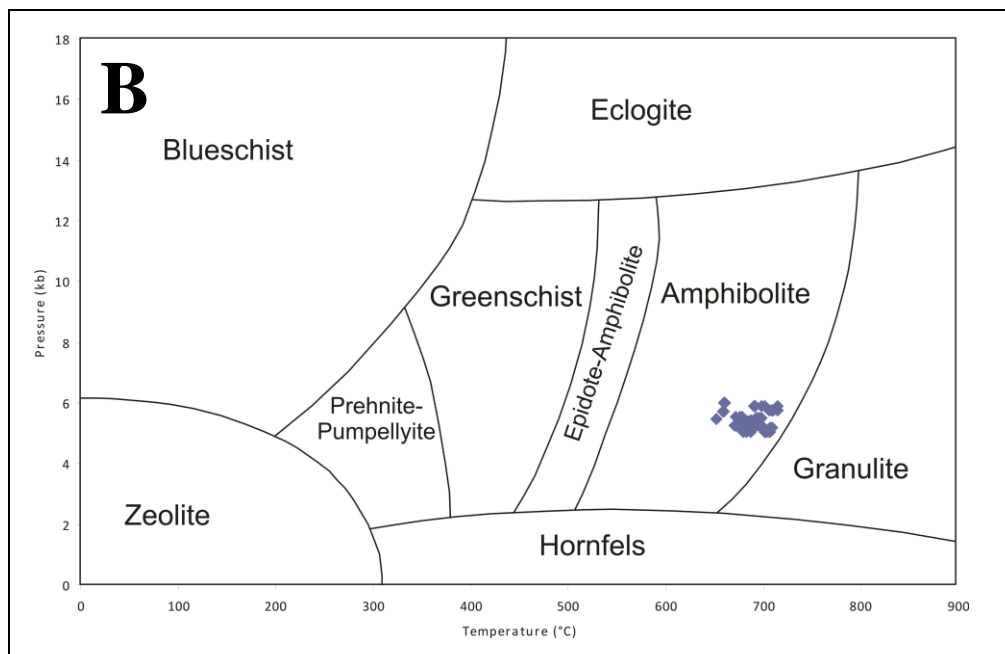 B
18
16
14
12
10
8
6
4
2
0
Pressure (kb)
Blueschist
Eclogite
Greenschist
Epidote-Amphibolite
Amphibolite
Prehnite-
Pumpellyite
Granulite
Zeolite
Hornfels
0 100 200 300 400 500 600 700 800 900
Temperature (°C)